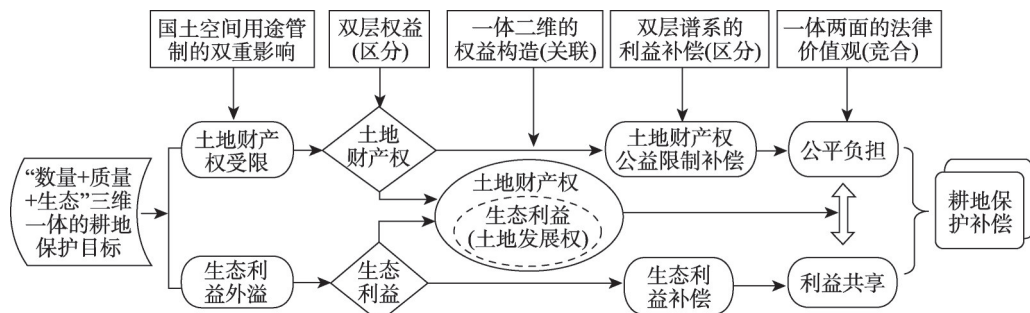 国土空间用途管
制的双重影响
双层权益
(区分)
一体二维的
权益构造(关联)
双层谱系的
利益补偿(区分)
一体两面的法律
价值观(竞合)
土地财产
权受限
土地
财产权
土地财产权
公益限制补偿
公平负担
“数量+质量
+生态”三维
一体的耕地
保护目标
土地财产权
生态利益
(土地发展权)
耕地保
护补偿
生态利
益外溢
生态
利益
生态利
益补偿
利益共享